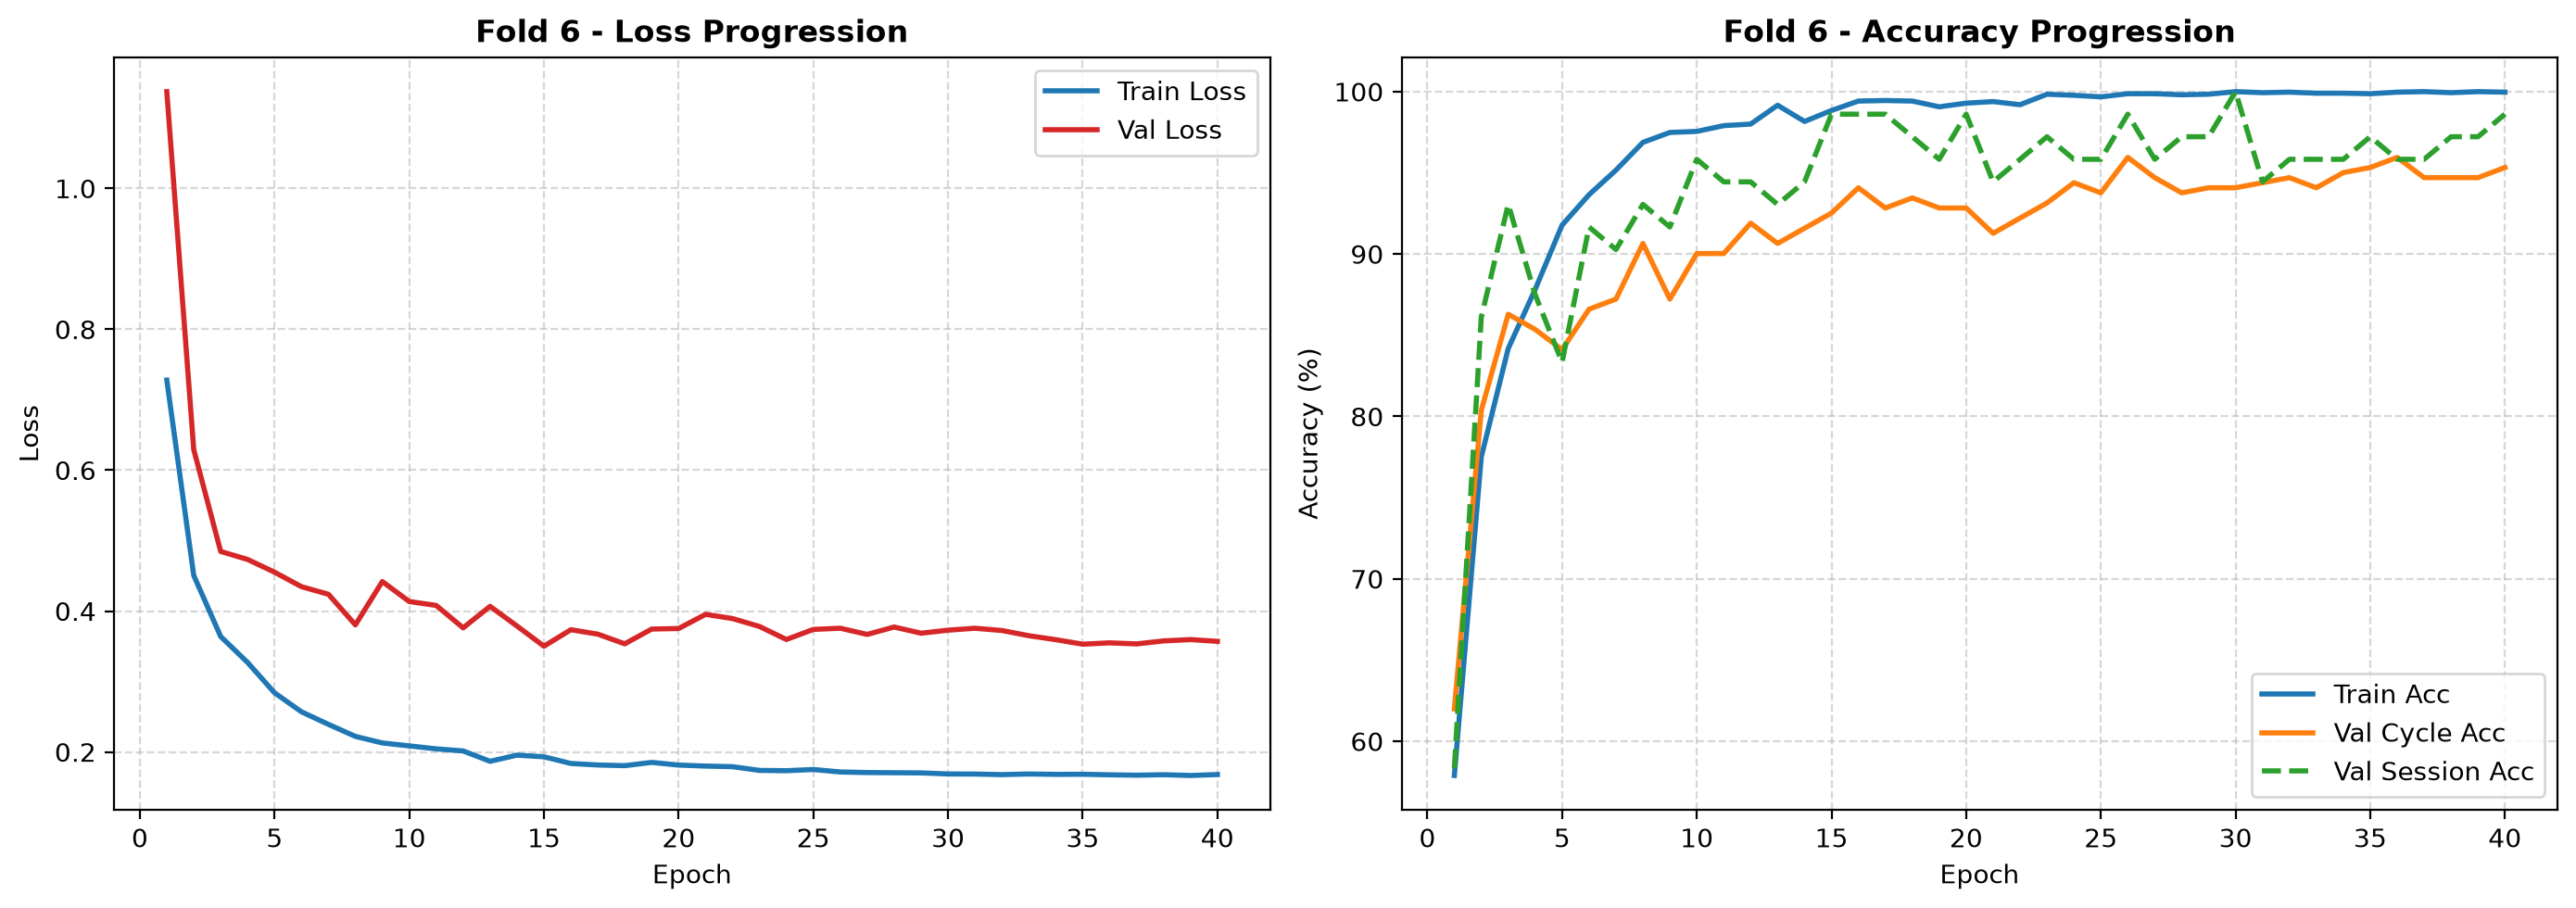 Fold 6 - Loss Progression
Train Loss
Val Loss
1.0
0.8
0.6
0.4
0.2
Loss
0 5 10 15 20 25 30 35 40
Epoch
Fold 6 - Accuracy Progression
100
90
80
70
60
Accuracy (%)
Train Acc
Val Cycle Acc
Val Session Acc
0 5 10 15 20 25 30 35 40
Epoch